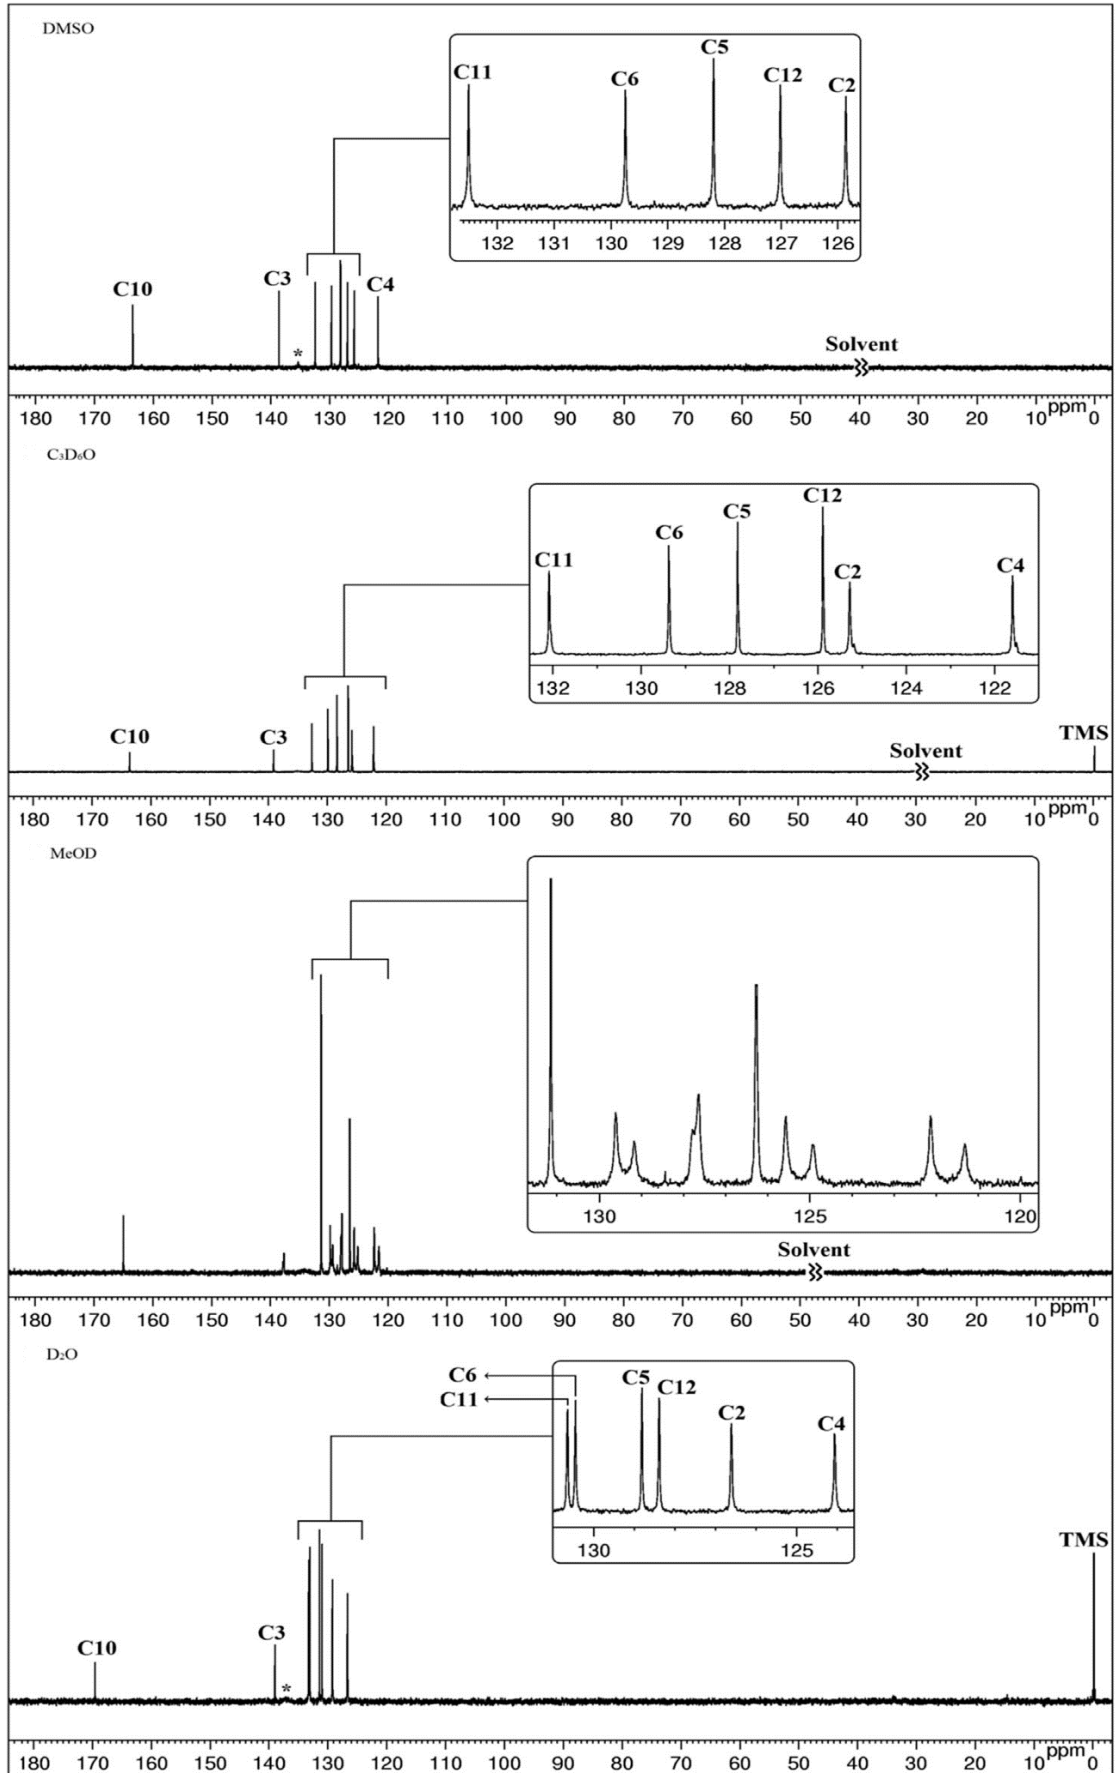 DMSO
C11 C6 C5 C12 C2
132 131 130 129 128 127 126
C10 C3 * C4 Solvent
180 170 160 150 140 130 120 110 100 90 80 70 60 50 40 30 20 10 ppm 0
C₃D₆O
C11 C6 C5 C12 C2 C4
132 130 128 126 124 122
C10 C3 Solvent TMS
180 170 160 150 140 130 120 110 100 90 80 70 60 50 40 30 20 10 ppm 0
MeOD
130 125 120
Solvent
180 170 160 150 140 130 120 110 100 90 80 70 60 50 40 30 20 10 ppm 0
D₂O
C6 C11 C5 C12 C2 C4
130 125
C10 C3 * TMS
180 170 160 150 140 130 120 110 100 90 80 70 60 50 40 30 20 10 ppm 0